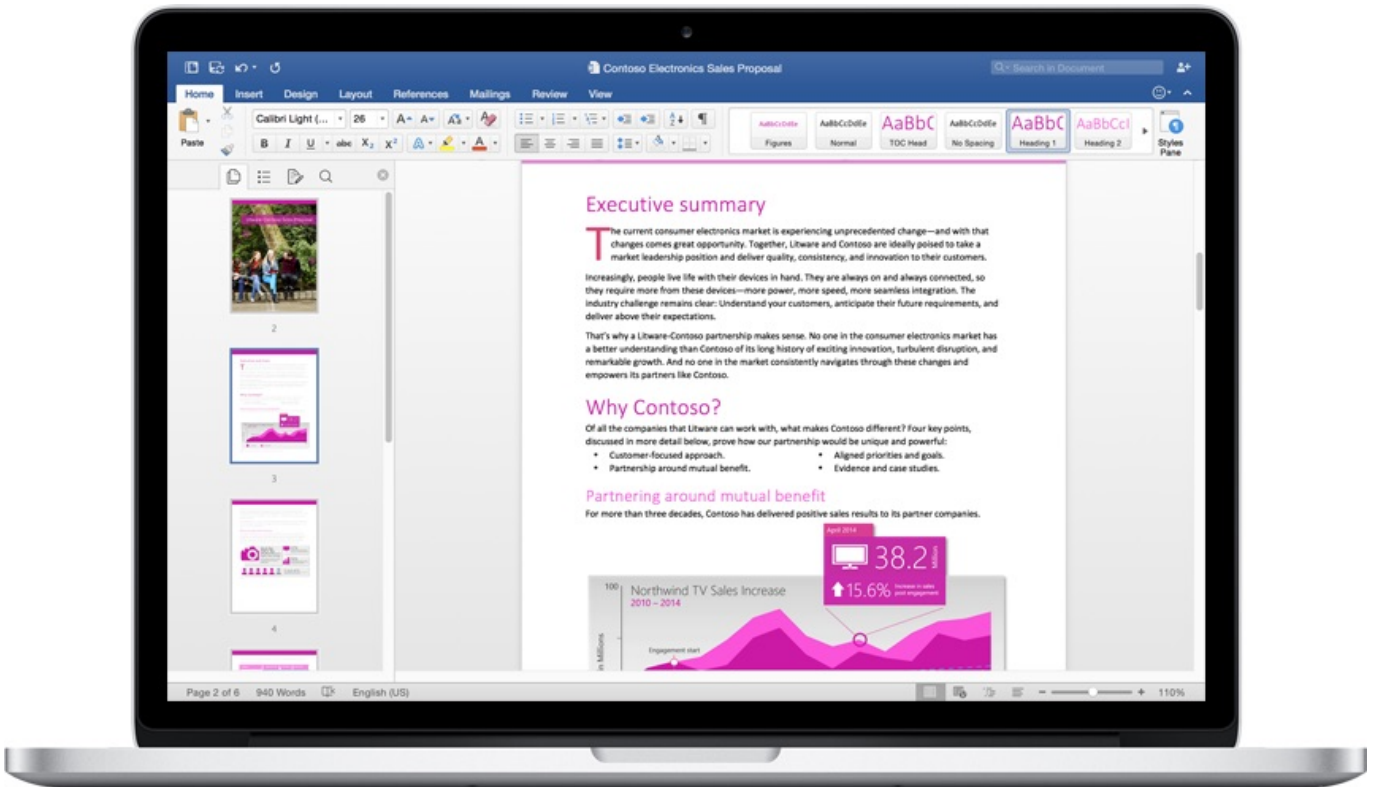 Contoso Electronics Sales Proposal
Search in Document
Home Insert Design Layout References Mailings Review View
Paste
Calibri Light (... 26
B I U abc X₂ X² A A
AaBbCcDdEe AaBbCcDdEe AaBbC AaBbCcDdEe AaBbC AaBbCcI
Figures Normal TOC Head No Spacing Heading 1 Heading 2
Styles
Pane
2
3
4
Executive summary
The current consumer electronics market is experiencing unprecedented change—and with that
changes comes great opportunity. Together, Litware and Contoso are ideally poised to take a
market leadership position and deliver quality, consistency, and innovation to their customers.
Increasingly, people live life with their devices in hand. They are always on and always connected, so
they require more from these devices—more power, more speed, more seamless integration. The
industry challenge remains clear: Understand your customers, anticipate their future requirements, and
deliver above their expectations.
That's why a Litware-Contoso partnership makes sense. No one in the consumer electronics market has
a better understanding than Contoso of its long history of exciting innovation, turbulent disruption, and
remarkable growth. And no one in the market consistently navigates through these changes and
empowers its partners like Contoso.
Why Contoso?
Of all the companies that Litware can work with, what makes Contoso different? Four key points,
discussed in more detail below, prove how our partnership would be unique and powerful:
• Customer-focused approach.
• Partnership around mutual benefit.
• Aligned priorities and goals.
• Evidence and case studies.
Partnering around mutual benefit
For more than three decades, Contoso has delivered positive sales results to its partner companies.
April 2014
38.2 Million
15.6% Increase in sales
post engagement
100
Northwind TV Sales Increase
2010 – 2014
Engagement start
in Millions
Page 2 of 6 940 Words English (US) 110%